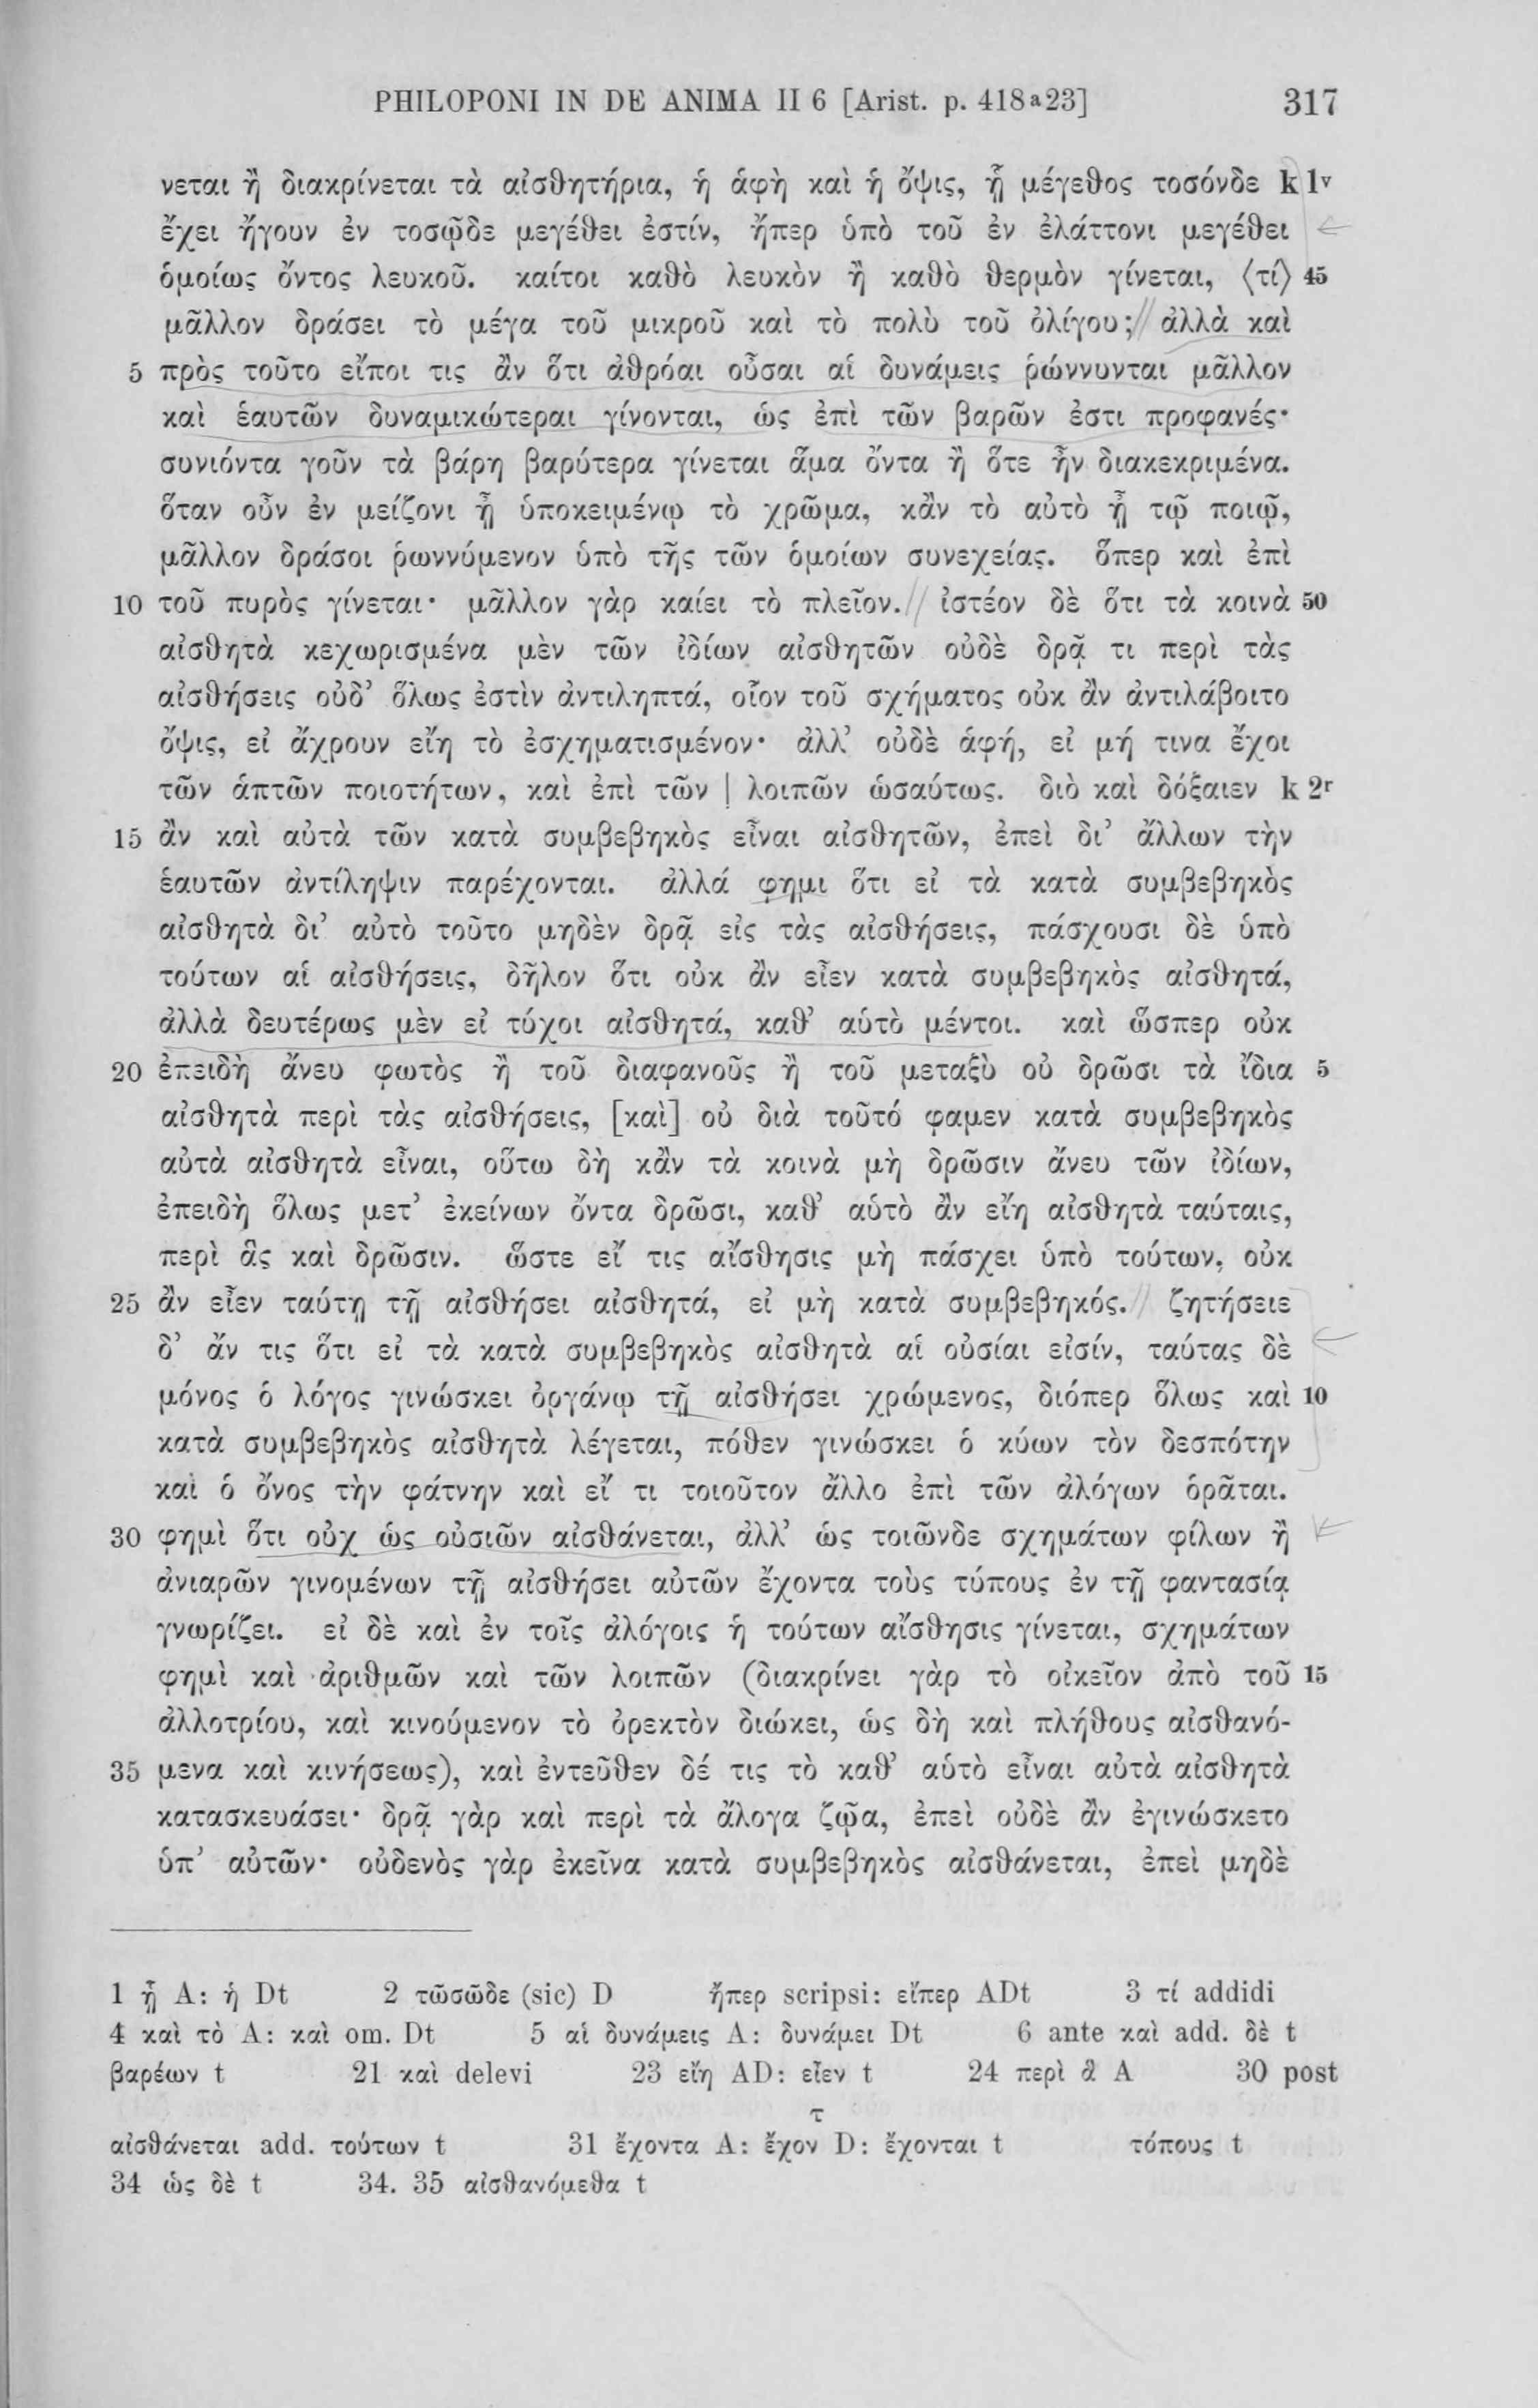 PHILOPONI IN DE ANIMA II 6 [Arist. p. 418ᵃ23] 317
νεται ἢ διακρίνεται τὰ αἰσθητήρια, ἡ ἁφὴ καὶ ἡ ὄψις, ᾗ μέγεθος τοσόνδε k 1ᵛ
ἔχει ἤγουν ἐν τοσῷδε μεγέθει ἐστίν, ἤπερ ὑπὸ τοῦ ἐν ἐλάττονι μεγέθει
ὁμοίως ὄντος λευκοῦ. καίτοι καθὸ λευκὸν ἢ καθὸ θερμὸν γίνεται, ⟨τί⟩ 45
μᾶλλον δράσει τὸ μέγα τοῦ μικροῦ καὶ τὸ πολὺ τοῦ ὀλίγου; ἀλλὰ καὶ
5 πρὸς τοῦτο εἴποι τις ἂν ὅτι ἀθρόαι οὖσαι αἱ δυνάμεις ῥώννυνται μᾶλλον
καὶ ἑαυτῶν δυναμικώτεραι γίνονται, ὡς ἐπὶ τῶν βαρῶν ἐστι προφανές·
συνιόντα γοῦν τὰ βάρη βαρύτερα γίνεται ἅμα ὄντα ἢ ὅτε ἦν διακεκριμένα.
ὅταν οὖν ἐν μείζονι ᾖ ὑποκειμένῳ τὸ χρῶμα, κἂν τὸ αὐτὸ ᾖ τῷ ποιῷ,
μᾶλλον δράσοι ῥωννύμενον ὑπὸ τῆς τῶν ὁμοίων συνεχείας. ὅπερ καὶ ἐπὶ
10 τοῦ πυρὸς γίνεται· μᾶλλον γὰρ καίει τὸ πλεῖον. ἰστέον δὲ ὅτι τὰ κοινὰ 50
αἰσθητὰ κεχωρισμένα μὲν τῶν ἰδίων αἰσθητῶν οὐδὲ δρᾷ τι περὶ τὰς
αἰσθήσεις οὐδ’ ὅλως ἐστὶν ἀντιληπτά, οἷον τοῦ σχήματος οὐκ ἂν ἀντιλάβοιτο
ὄψις, εἰ ἄχρουν εἴη τὸ ἐσχηματισμένον· ἀλλ’ οὐδὲ ἁφή, εἰ μή τινα ἔχοι
τῶν ἁπτῶν ποιοτήτων, καὶ ἐπὶ τῶν | λοιπῶν ὡσαύτως. διὸ καὶ δόξαιεν k 2ʳ
15 ἂν καὶ αὐτὰ τῶν κατὰ συμβεβηκὸς εἶναι αἰσθητῶν, ἐπεὶ δι’ ἄλλων τὴν
ἑαυτῶν ἀντίληψιν παρέχονται. ἀλλά φημι ὅτι εἰ τὰ κατὰ συμβεβηκὸς
αἰσθητὰ δι’ αὐτὸ τοῦτο μηδὲν δρᾷ εἰς τὰς αἰσθήσεις, πάσχουσι δὲ ὑπὸ
τούτων αἱ αἰσθήσεις, δῆλον ὅτι οὐκ ἂν εἶεν κατὰ συμβεβηκὸς αἰσθητά,
ἀλλὰ δευτέρως μὲν εἰ τύχοι αἰσθητά, καθ’ αὑτὸ μέντοι. καὶ ὥσπερ οὐκ
20 ἐπειδὴ ἄνευ φωτὸς ἢ τοῦ διαφανοῦς ἢ τοῦ μεταξὺ οὐ δρῶσι τὰ ἴδια 5
αἰσθητὰ περὶ τὰς αἰσθήσεις, [καὶ] οὐ διὰ τοῦτό φαμεν κατὰ συμβεβηκὸς
αὐτὰ αἰσθητὰ εἶναι, οὕτω δὴ κἂν τὰ κοινὰ μὴ δρῶσιν ἄνευ τῶν ἰδίων,
ἐπειδὴ ὅλως μετ’ ἐκείνων ὄντα δρῶσι, καθ’ αὑτὸ ἂν εἴη αἰσθητὰ ταύταις,
περὶ ἃς καὶ δρῶσιν. ὥστε εἴ τις αἴσθησις μὴ πάσχει ὑπὸ τούτων, οὐκ
25 ἂν εἶεν ταύτῃ τῇ αἰσθήσει αἰσθητά, εἰ μὴ κατὰ συμβεβηκός. ζητήσειε
δ’ ἄν τις ὅτι εἰ τὰ κατὰ συμβεβηκὸς αἰσθητὰ αἱ οὐσίαι εἰσίν, ταύτας δὲ
μόνος ὁ λόγος γινώσκει ὀργάνῳ τῇ αἰσθήσει χρώμενος, διόπερ ὅλως καὶ 10
κατὰ συμβεβηκὸς αἰσθητὰ λέγεται, πόθεν γινώσκει ὁ κύων τὸν δεσπότην
καὶ ὁ ὄνος τὴν φάτνην καὶ εἴ τι τοιοῦτον ἄλλο ἐπὶ τῶν ἀλόγων ὁρᾶται.
30 φημὶ ὅτι οὐχ ὡς οὐσιῶν αἰσθάνεται, ἀλλ’ ὡς τοιῶνδε σχημάτων φίλων ἢ
ἀνιαρῶν γινομένων τῇ αἰσθήσει αὐτῶν ἔχοντα τοὺς τύπους ἐν τῇ φαντασίᾳ
γνωρίζει. εἰ δὲ καὶ ἐν τοῖς ἀλόγοις ἡ τούτων αἴσθησις γίνεται, σχημάτων
φημὶ καὶ ἀριθμῶν καὶ τῶν λοιπῶν (διακρίνει γὰρ τὸ οἰκεῖον ἀπὸ τοῦ 15
ἀλλοτρίου, καὶ κινούμενον τὸ ὀρεκτὸν διώκει, ὡς δὴ καὶ πλήθους αἰσθανό-
35 μενα καὶ κινήσεως), καὶ ἐντεῦθεν δέ τις τὸ καθ’ αὑτὸ εἶναι αὐτὰ αἰσθητὰ
κατασκευάσει· δρᾷ γὰρ καὶ περὶ τὰ ἄλογα ζῷα, ἐπεὶ οὐδὲ ἂν ἐγινώσκετο
ὑπ’ αὐτῶν· οὐδενὸς γὰρ ἐκεῖνα κατὰ συμβεβηκὸς αἰσθάνεται, ἐπεὶ μηδὲ
1 ᾗ A: ἡ Dt 2 τῶσῶδε (sic) D ἤπερ scripsi: εἴπερ ADt 3 τί addidi
4 καὶ τὸ A: καὶ om. Dt 5 αἱ δυνάμεις A: δυνάμει Dt 6 ante καὶ add. δὲ t
βαρέων t 21 καὶ delevi 23 εἴη AD: εἶεν t 24 περὶ ἃ A 30 post
τ
αἰσθάνεται add. τούτων t 31 ἔχοντα A: ἔχον D: ἔχονται t τόπους t
34 ὡς δὲ t 34. 35 αἰσθανόμεθα t